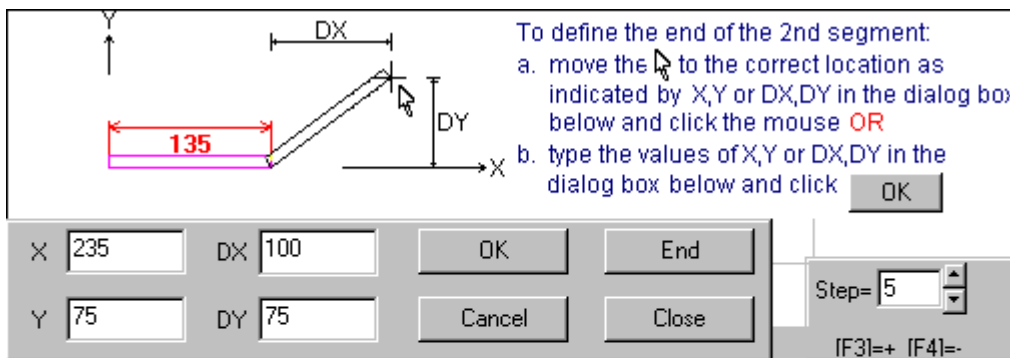 Y
DX
To define the end of the 2nd segment:
a. move the to the correct location as
indicated by X,Y or DX,DY in the dialog box
below and click the mouse OR
135
DY
X
b. type the values of X,Y or DX,DY in the
dialog box below and click OK
X 235 DX 100 OK End
Y 75 DY 75 Cancel Close
Step= 5
[F3]=+ [F4]=-